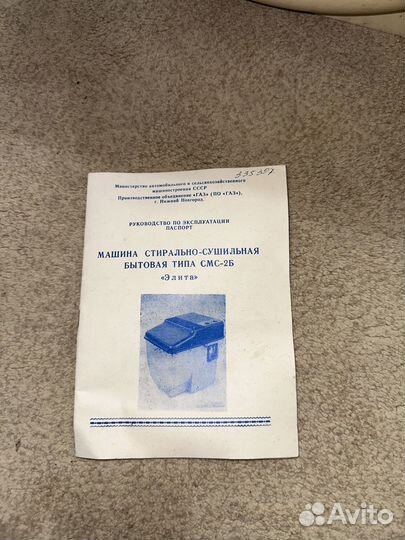 335357
Министерство автомобильного и сельскохозяйственного
машиностроения СССР
Производственное объединение «ГАЗ» (ПО «ГАЗ»),
г. Нижний Новгород
РУКОВОДСТВО ПО ЭКСПЛУАТАЦИИ
ПАСПОРТ
МАШИНА СТИРАЛЬНО-СУШИЛЬНАЯ
БЫТОВАЯ ТИПА СМС-2Б
«Элита»
Avito